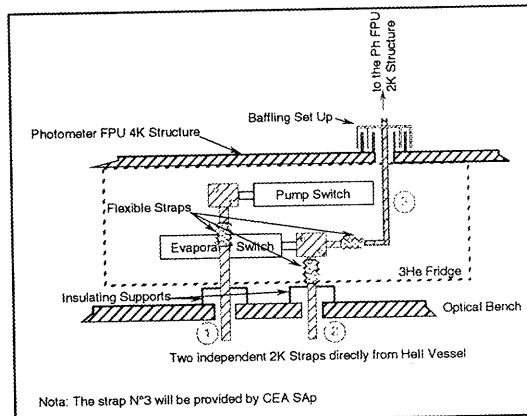 to the Ph FPU
2K Structure
Baffling Set Up
Photometer FPU 4K Structure
Pump Switch
3
Flexible Straps
Evaporator Switch
3He Fridge
Insulating Supports
Optical Bench
1
2
Two independent 2K Straps directly from HeII Vessel
Nota: The strap N°3 will be provided by CEA SAp